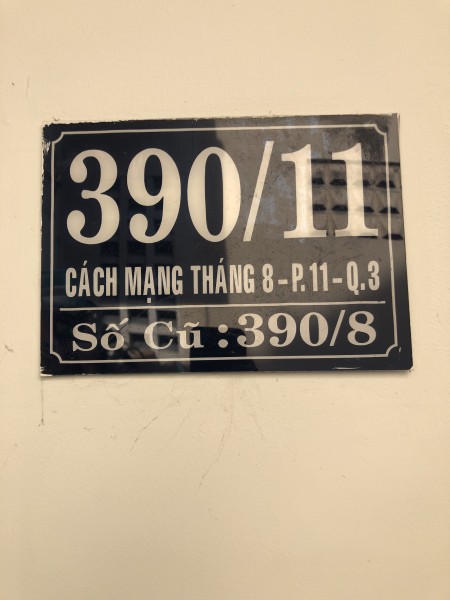 390/11
CÁCH MẠNG THÁNG 8-P.11-Q.3
Số Cũ : 390/8